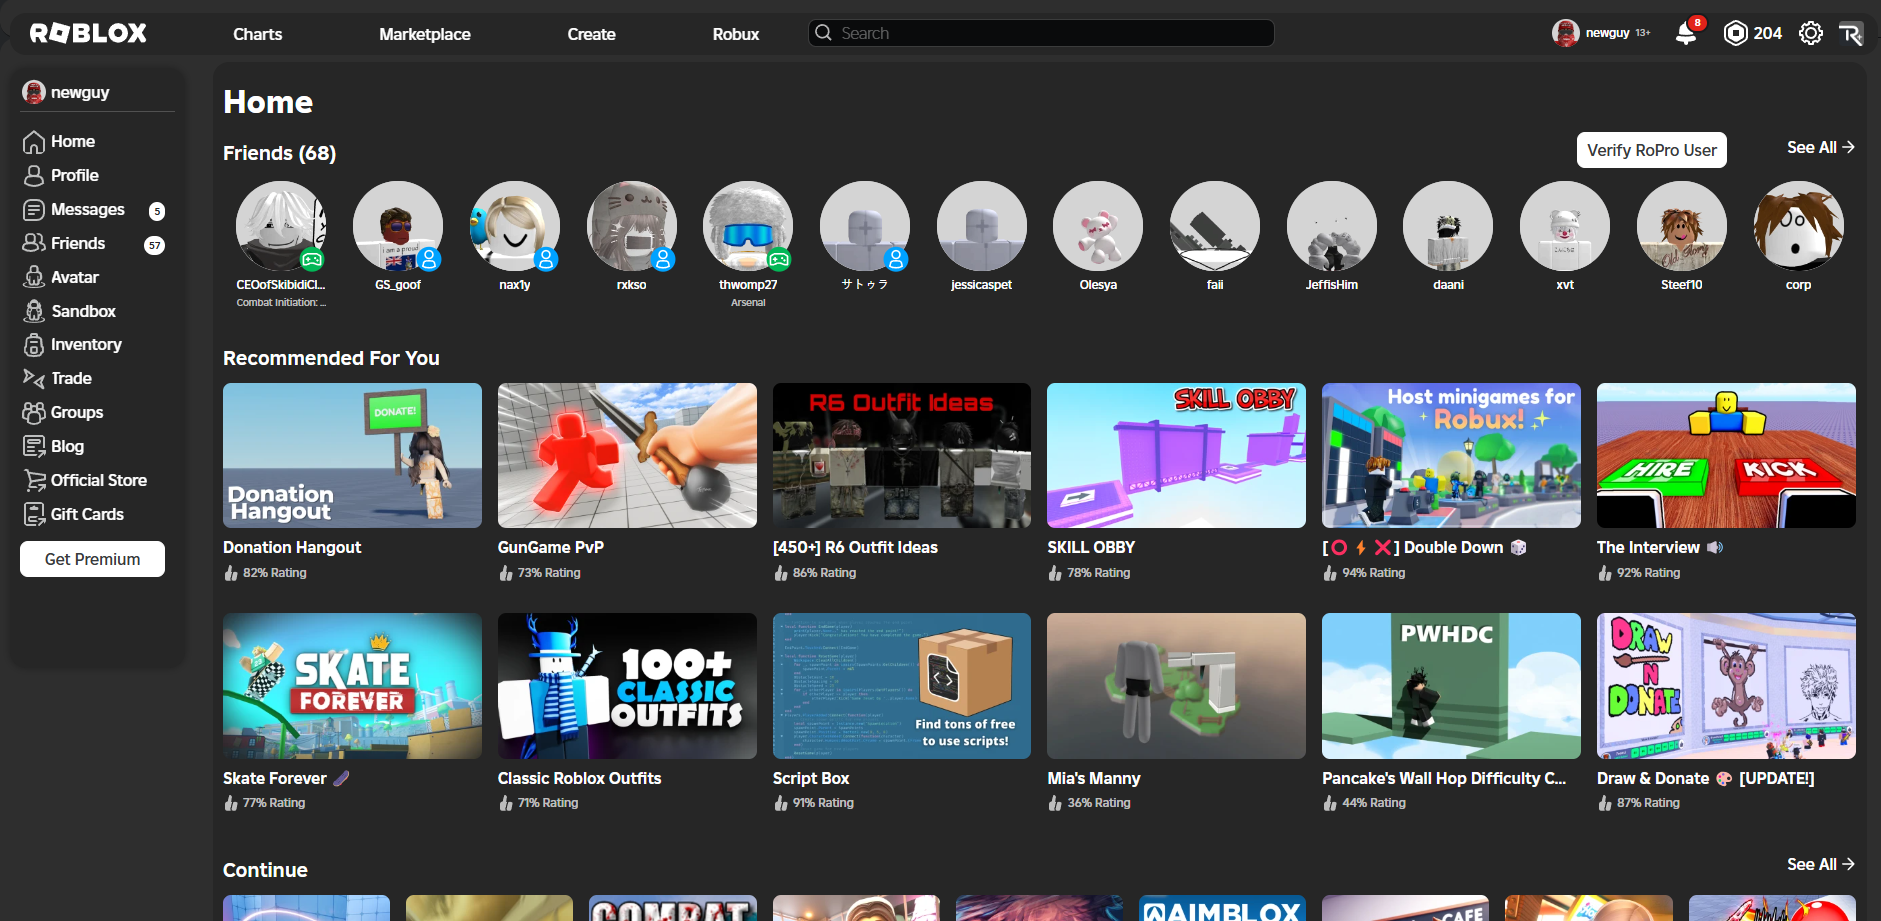 ROBLOX
Charts
Marketplace
Create
Robux
Search
newguy 13+
8
204
newguy
Home
Profile
Messages
5
Friends
57
Avatar
Sandbox
Inventory
Trade
Groups
Blog
Official Store
Gift Cards
Get Premium
Home
Friends (68)
Verify RoPro User
See All
CEOofSkibidiCl...
Combat Initiation: ...
GS_goof
nax1y
rxkso
thwomp27
Arsenal
サトゥラ
jessicaspet
Olesya
faii
JeffisHim
daani
xvt
Steef10
corp
Recommended For You
DONATE!
Donation
Hangout
R6 Outfit Ideas
SKILL OBBY
Host minigames for
Robux!
HIRE
KICK
Donation Hangout
82% Rating
GunGame PvP
73% Rating
[450+] R6 Outfit Ideas
86% Rating
SKILL OBBY
78% Rating
[⭕⚡❌] Double Down 🎲
94% Rating
The Interview 🔊
92% Rating
SKATE
FOREVER
100+
CLASSIC
OUTFITS
Find tons of free
to use scripts!
PWHDC
DRAW
N
DONATE
Skate Forever
77% Rating
Classic Roblox Outfits
71% Rating
Script Box
91% Rating
Mia's Manny
36% Rating
Pancake's Wall Hop Difficulty C...
44% Rating
Draw & Donate 🎨 [UPDATE!]
87% Rating
Continue
See All
COMBAT
AIMBLOX
CAFE